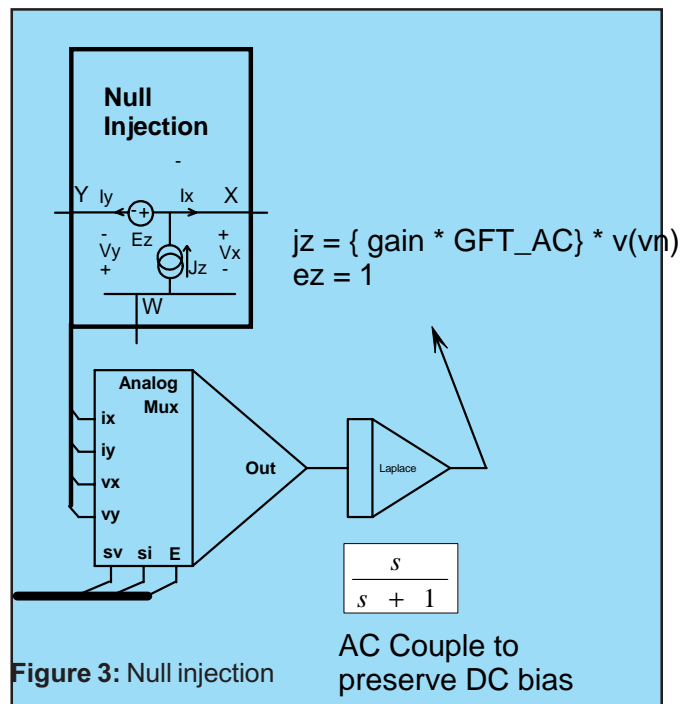 Null
Injection
-
Y Iy Ix X
- +
- Ez +
Vy Vx
+ Jz -
W
jz = { gain * GFT_AC} * v(vn)
ez = 1
Analog
Mux
ix
iy
vx
vy
Out
sv si E
Laplace
s
s + 1
AC Couple to
preserve DC bias
Figure 3: Null injection